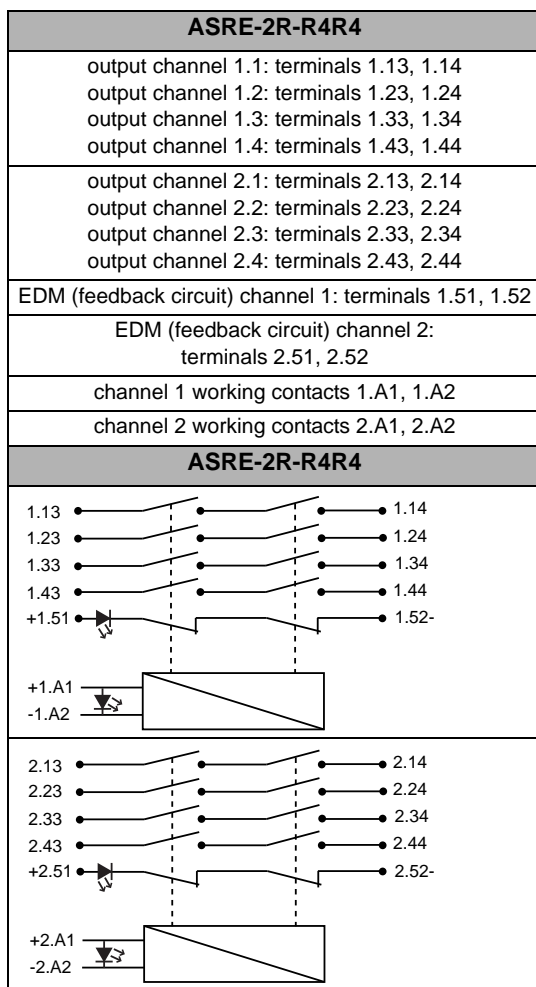 ASRE-2R-R4R4
output channel 1.1: terminals 1.13, 1.14
output channel 1.2: terminals 1.23, 1.24
output channel 1.3: terminals 1.33, 1.34
output channel 1.4: terminals 1.43, 1.44
output channel 2.1: terminals 2.13, 2.14
output channel 2.2: terminals 2.23, 2.24
output channel 2.3: terminals 2.33, 2.34
output channel 2.4: terminals 2.43, 2.44
EDM (feedback circuit) channel 1: terminals 1.51, 1.52
EDM (feedback circuit) channel 2:
terminals 2.51, 2.52
channel 1 working contacts 1.A1, 1.A2
channel 2 working contacts 2.A1, 2.A2
ASRE-2R-R4R4
1.13 1.14
1.23 1.24
1.33 1.34
1.43 1.44
+1.51 1.52-
+1.A1
-1.A2
2.13 2.14
2.23 2.24
2.33 2.34
2.43 2.44
+2.51 2.52-
+2.A1
-2.A2